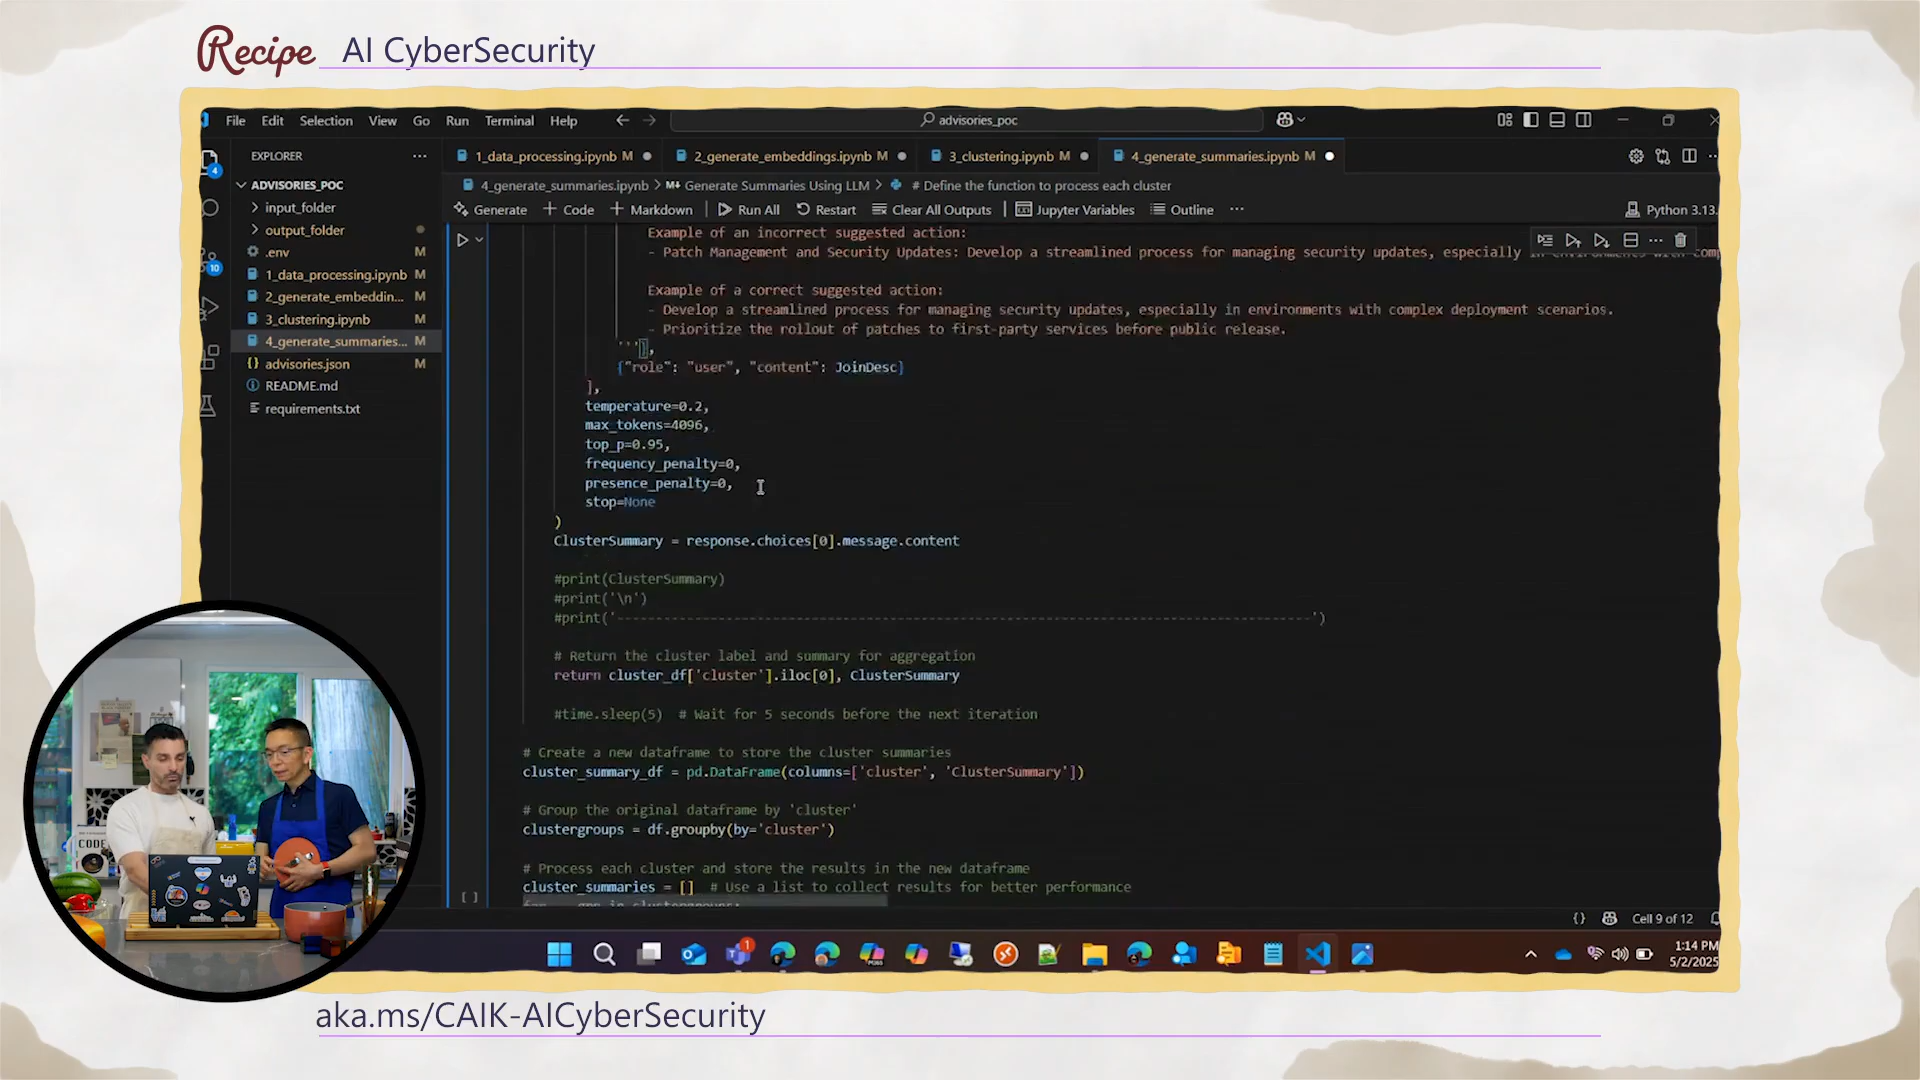 Recipe AI CyberSecurity
File Edit Selection View Go Run Terminal Help
advisories_poc
EXPLORER
1_data_processing.ipynb M
2_generate_embeddings.ipynb M
3_clustering.ipynb M
4_generate_summaries.ipynb M
ADVISORIES_POC
4_generate_summaries.ipynb > M↓ Generate Summaries Using LLM > # Define the function to process each cluster
Generate + Code + Markdown Run All Restart Clear All Outputs Jupyter Variables Outline ···
Python 3.13.
input_folder
output_folder
.env M
1_data_processing.ipynb M
2_generate_embeddin... M
3_clustering.ipynb M
4_generate_summaries... M
advisories.json M
README.md
requirements.txt
4
10
Example of an incorrect suggested action:
- Patch Management and Security Updates: Develop a streamlined process for managing security updates, especially in environments with comp
Example of a correct suggested action:
- Develop a streamlined process for managing security updates, especially in environments with complex deployment scenarios.
- Prioritize the rollout of patches to first-party services before public release.
'''},
{"role": "user", "content": JoinDesc}
],
temperature=0.2,
max_tokens=4096,
top_p=0.95,
frequency_penalty=0,
presence_penalty=0,
stop=None
)
ClusterSummary = response.choices[0].message.content
#print(ClusterSummary)
#print('\n')
#print('-----------------------------------------------------------------------------------------')
# Return the cluster label and summary for aggregation
return cluster_df['cluster'].iloc[0], ClusterSummary
#time.sleep(5) # Wait for 5 seconds before the next iteration
# Create a new dataframe to store the cluster summaries
cluster_summary_df = pd.DataFrame(columns=['cluster', 'ClusterSummary'])
# Group the original dataframe by 'cluster'
clustergroups = df.groupby(by='cluster')
# Process each cluster and store the results in the new dataframe
cluster_summaries = [] # Use a list to collect results for better performance
[ ]
{} Cell 9 of 12
CODE
1
1:14 PM
5/2/2025
aka.ms/CAIK-AICyberSecurity